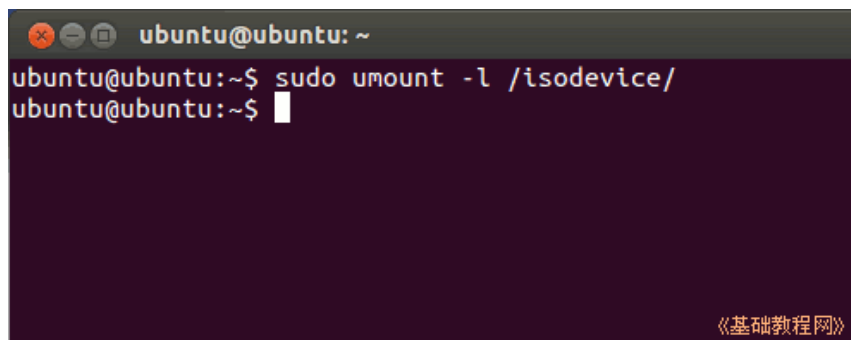 ubuntu@ubuntu: ~
ubuntu@ubuntu:~$ sudo umount -l /isodevice/
ubuntu@ubuntu:~$
《基础教程网》